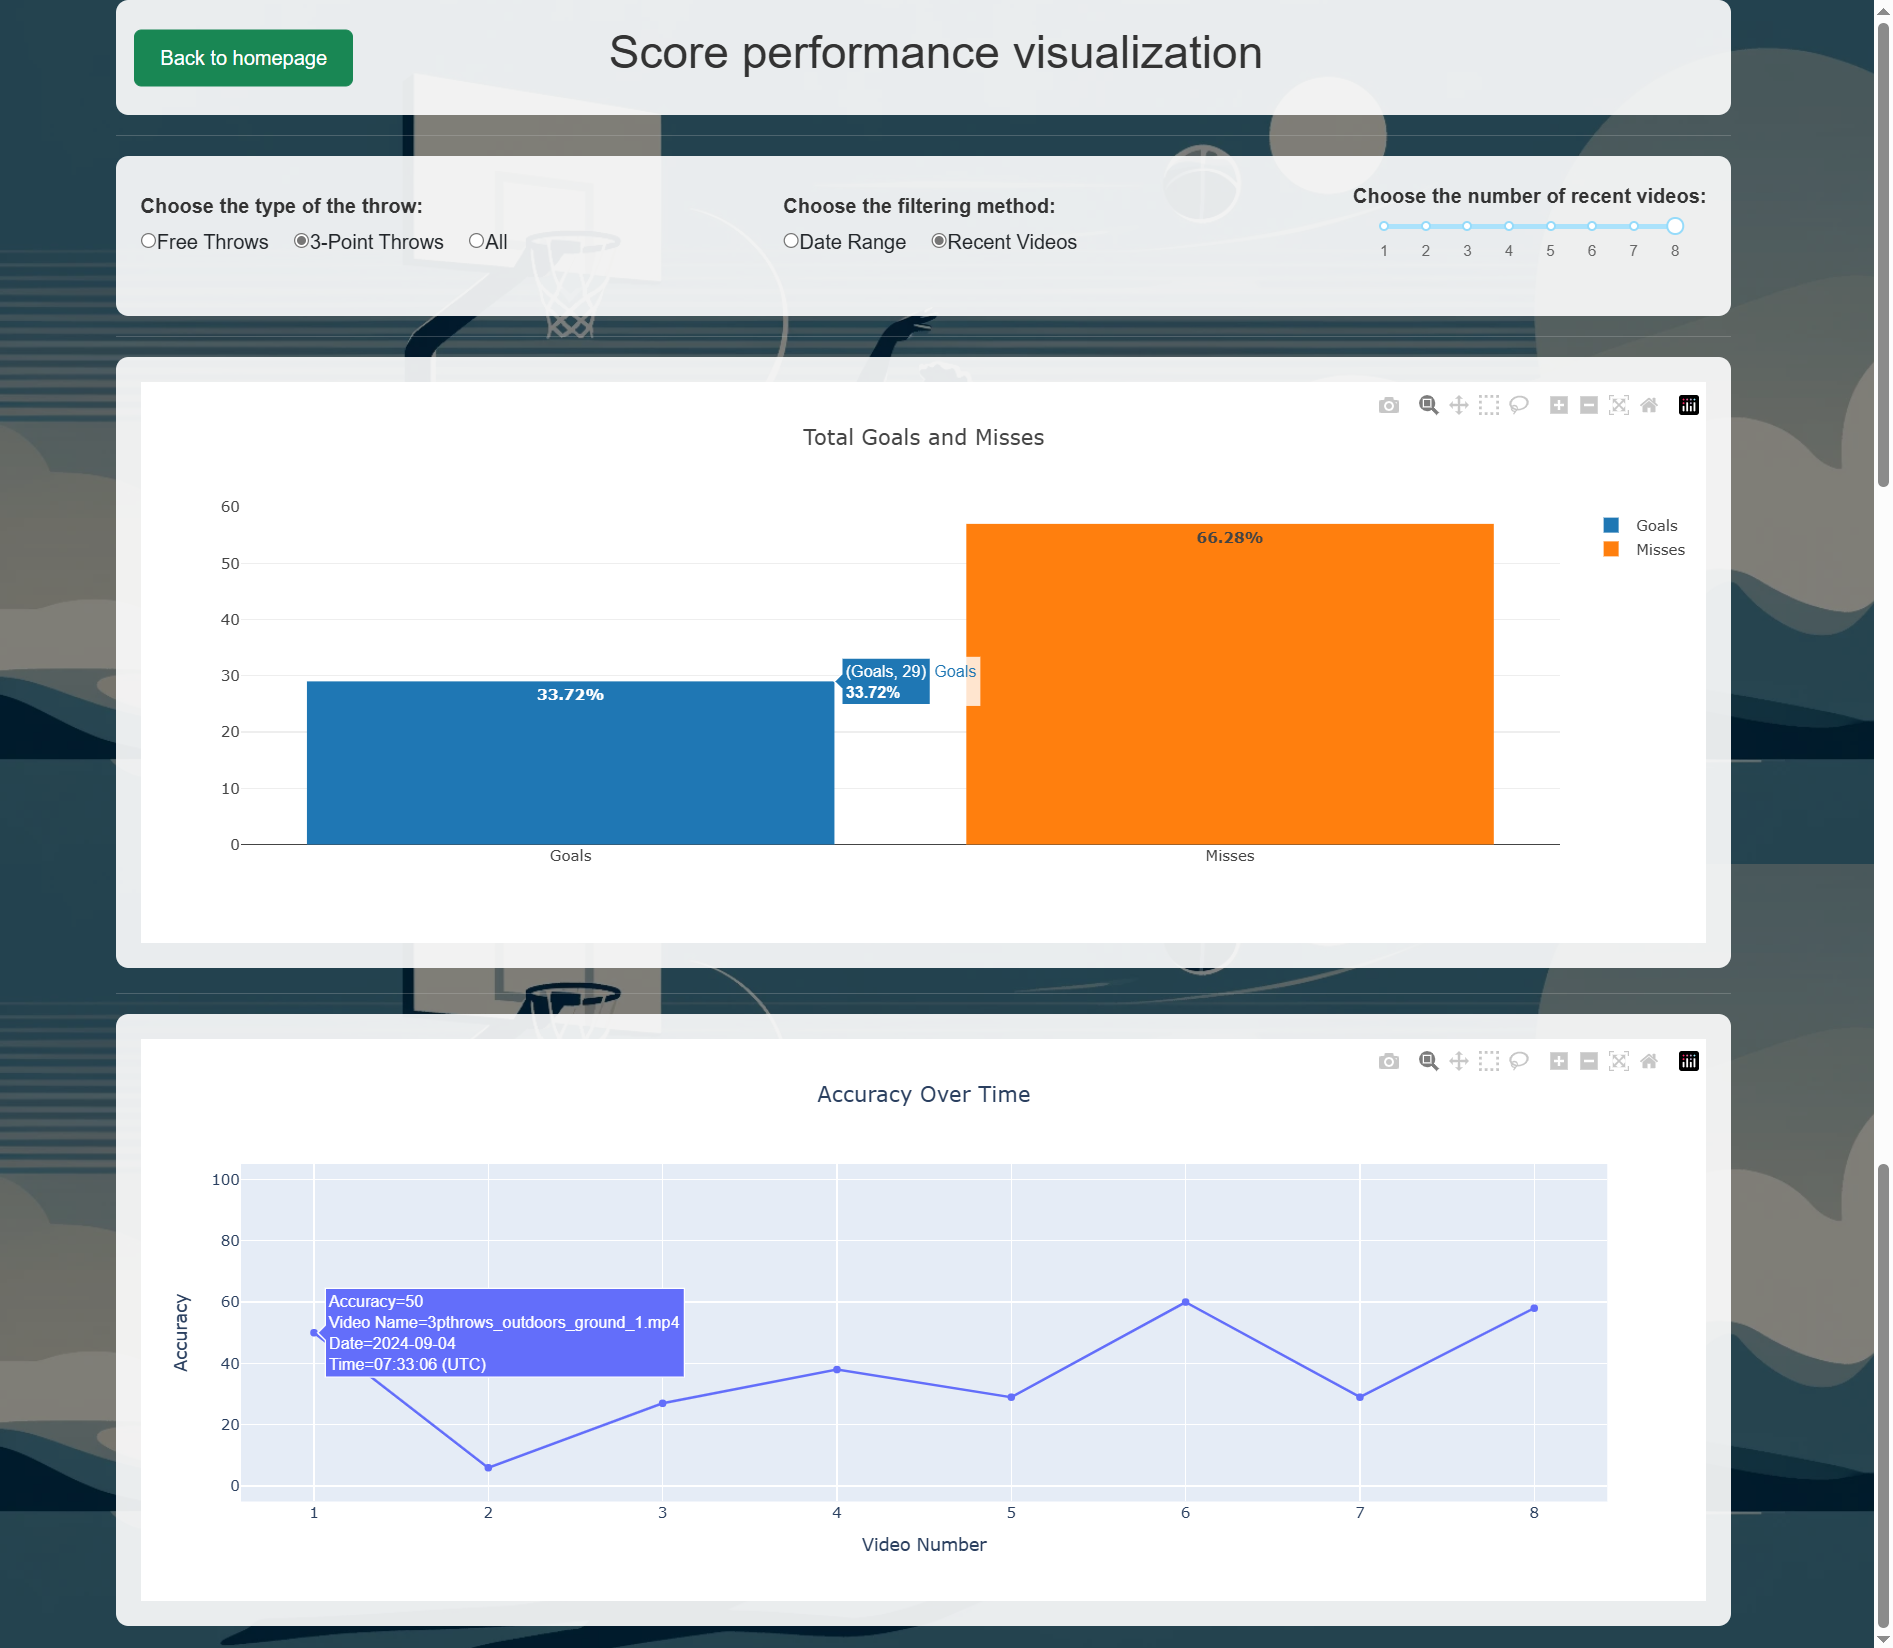 Back to homepage
Score performance visualization
Choose the type of the throw:
Free Throws 3-Point Throws All
Choose the filtering method:
Date Range Recent Videos
Choose the number of recent videos:
1 2 3 4 5 6 7 8
Total Goals and Misses
60
50
40
30
20
10
0
33.72%
66.28%
(Goals, 29) Goals
33.72%
Goals
Misses
Goals
Misses
Accuracy Over Time
Accuracy
100
80
60
40
20
0
Accuracy=50
Video Name=3pthrows_outdoors_ground_1.mp4
Date=2024-09-04
Time=07:33:06 (UTC)
1 2 3 4 5 6 7 8
Video Number